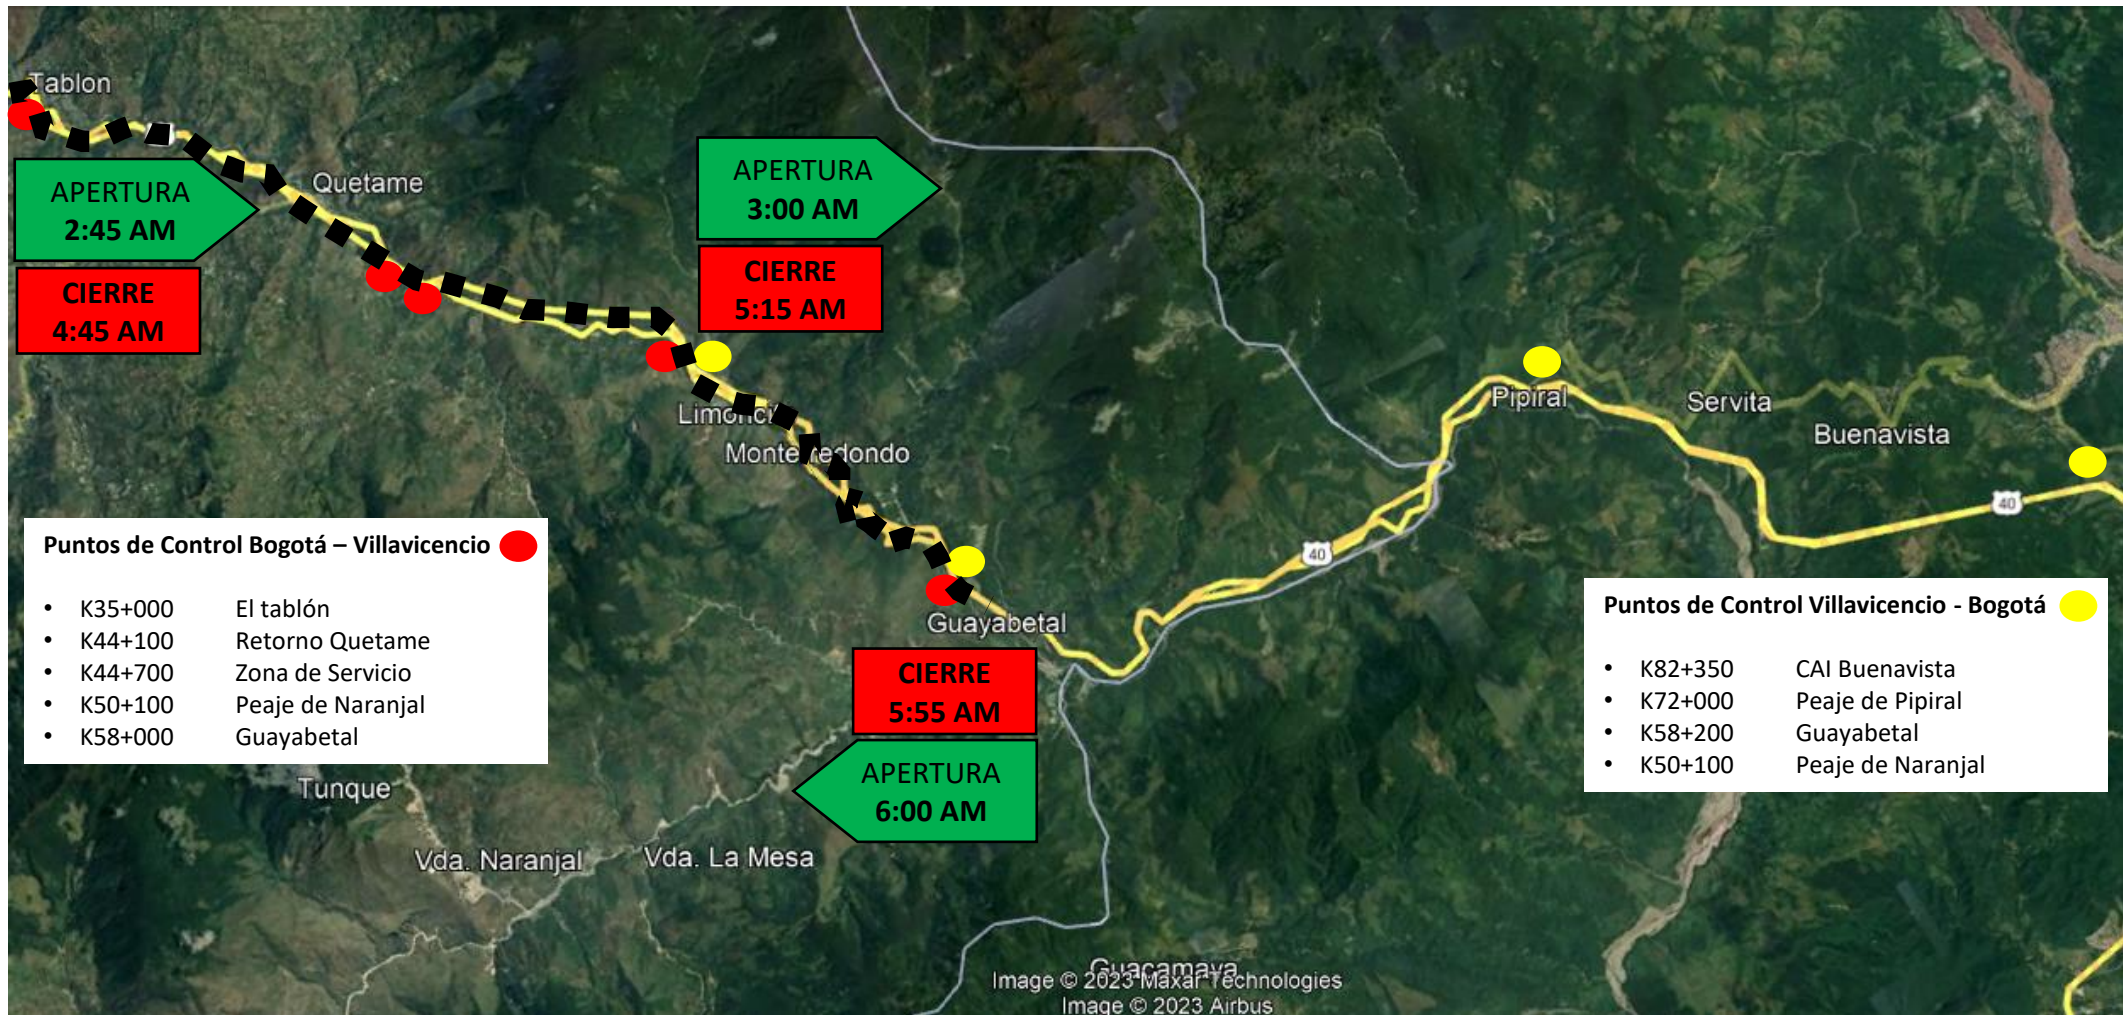 Tablon
APERTURA
2:45 AM
CIERRE
4:45 AM
Quetame
APERTURA
3:00 AM
CIERRE
5:15 AM
Monteredondo
Guayabetal
Pipiral
Servita
Buenavista
40
40
Puntos de Control Bogotá – Villavicencio
• K35+000 El tablón
• K44+100 Retorno Quetame
• K44+700 Zona de Servicio
• K50+100 Peaje de Naranjal
• K58+000 Guayabetal
CIERRE
5:55 AM
APERTURA
6:00 AM
Puntos de Control Villavicencio - Bogotá
• K82+350 CAI Buenavista
• K72+000 Peaje de Pipiral
• K58+200 Guayabetal
• K50+100 Peaje de Naranjal
Tunque
Vda. Naranjal
Vda. La Mesa
Guacamaya
Image © 2023 Maxar Technologies
Image © 2023 Airbus